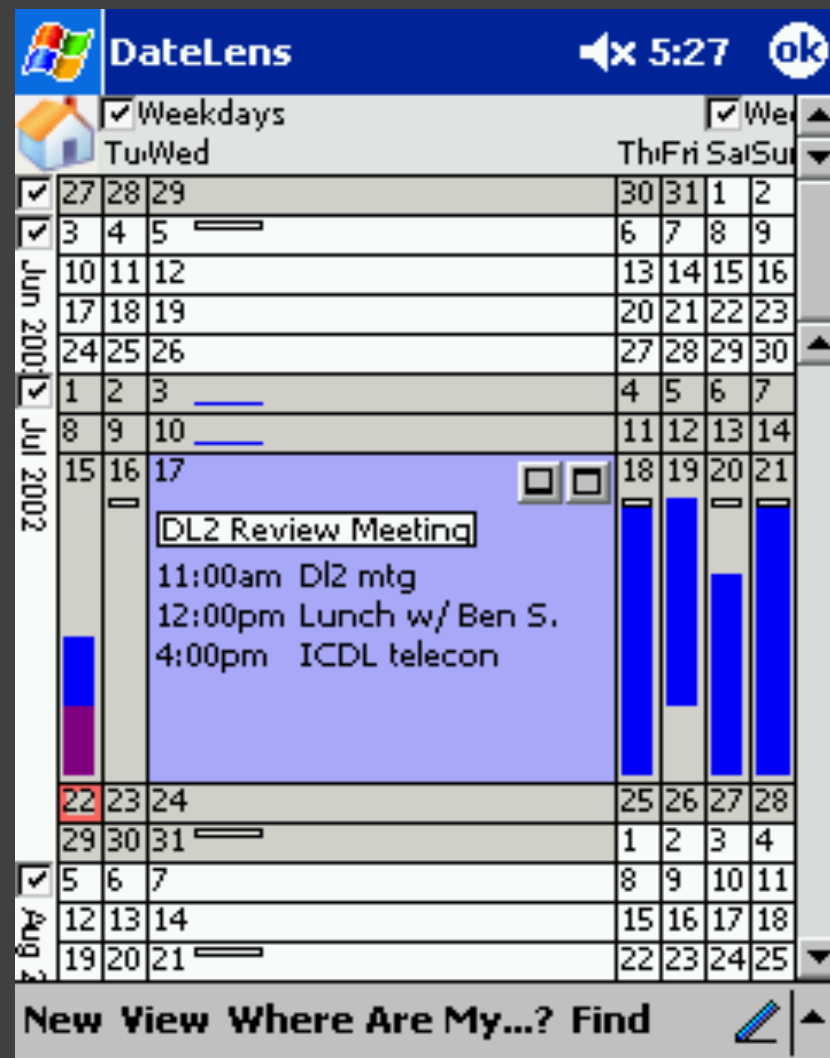 DateLens 5:27 ok
Weekdays
Wed Fri
27 28 29 30 31 1 2
3 4 5 6 7 8 9
10 11 12 13 14 15 16
Jun
17 18 19 20 21 22 23
24 25 26 27 28 29 30
1 2 3 4 5 6 7
8 9 10 11 12 13 14
Jul 2002
15 16 17 18 19 20 21
DL2 Review Meeting
11:00am Dl2 mtg
12:00pm Lunch w/ Ben S.
4:00pm ICDL telecon
22 23 24 25 26 27 28
29 30 31 1 2 3 4
5 6 7 8 9 10 11
Aug
12 13 14 15 16 17 18
19 20 21 22 23 24 25
New View Where Are My...? Find